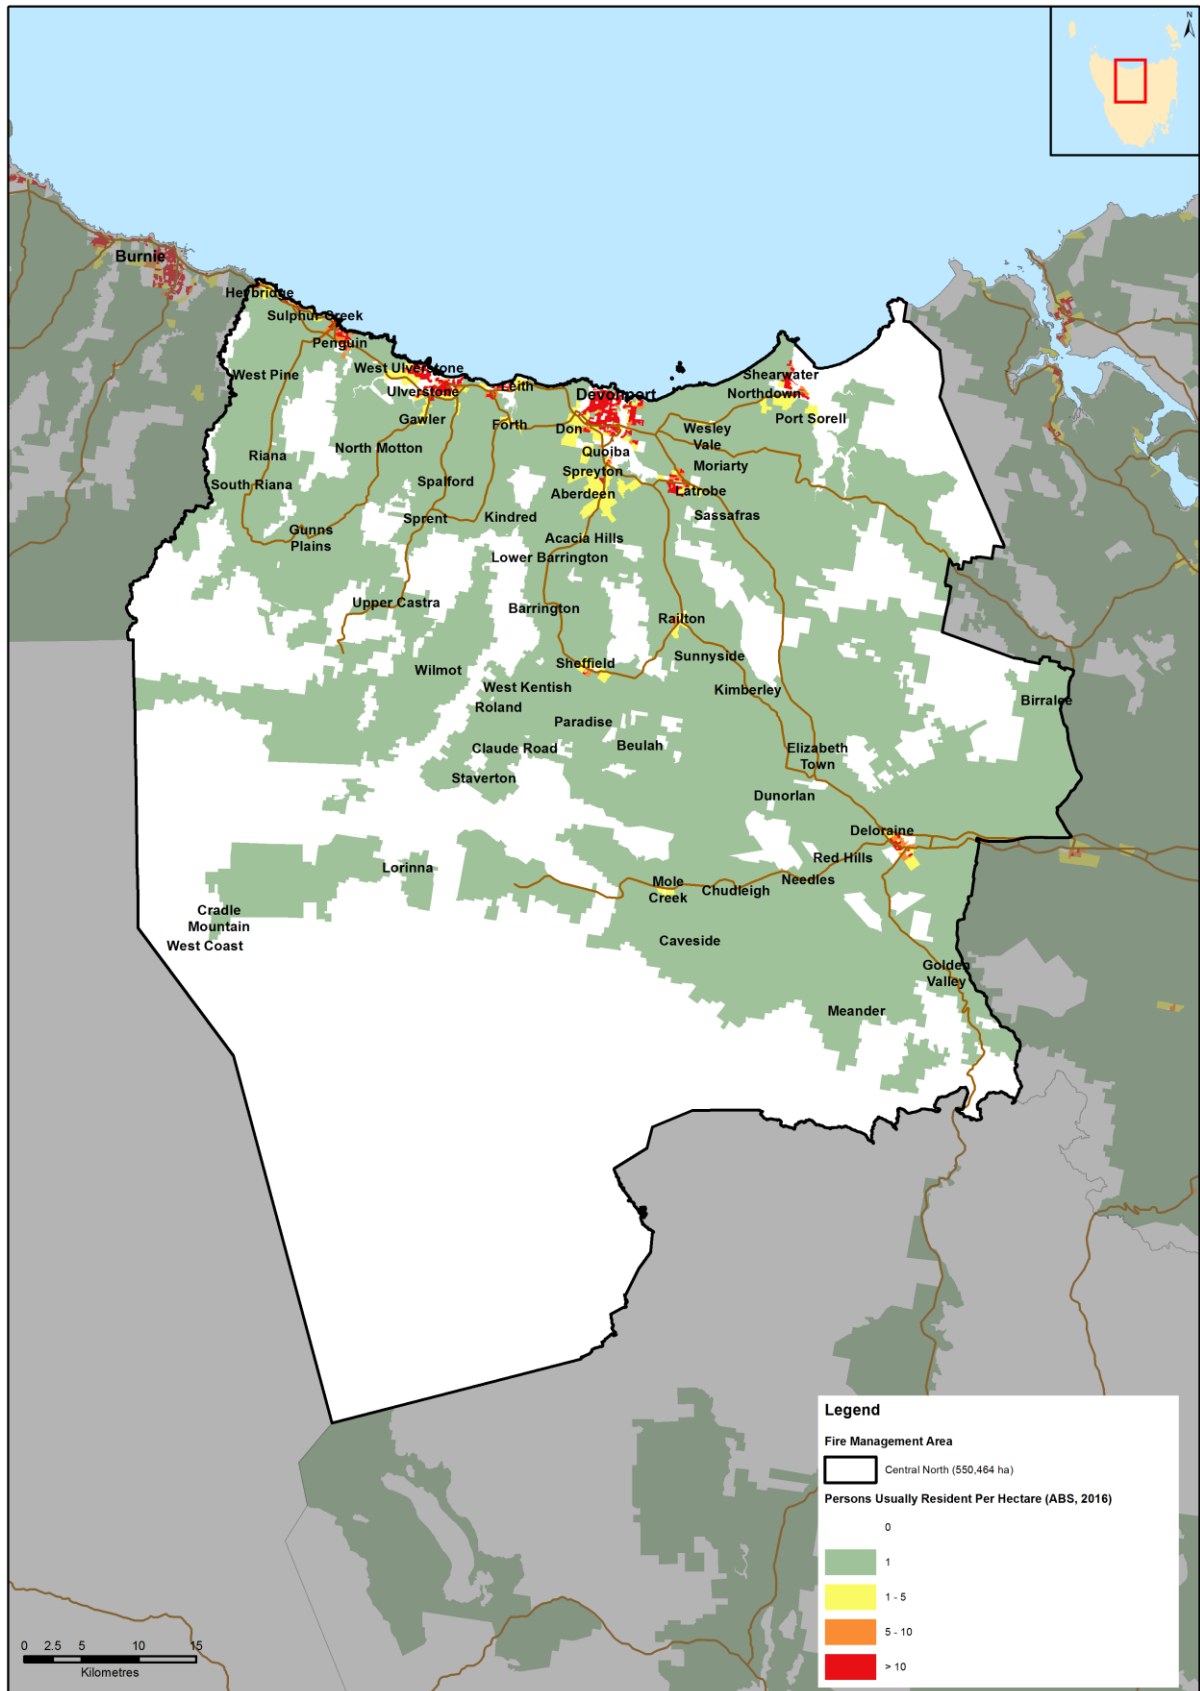 N
Burnie
Heybridge
Sulphur Creek
Penguin
West Pine
West Ulverstone
Ulverstone
Leith
Devonport
Shearwater
Northdown
Gawler
Forth
Don
Port Sorell
Wesley
Vale
North Motton
Quoiba
Riana
Spreyton
Moriarty
South Riana
Spalford
Aberdeen
Latrobe
Sprent
Kindred
Sassafras
Gunns
Plains
Acacia Hills
Lower Barrington
Upper Castra
Barrington
Railton
Wilmot
Sheffield
Sunnyside
West Kentish
Kimberley
Birralee
Roland
Paradise
Claude Road
Beulah
Elizabeth
Town
Staverton
Dunorlan
Deloraine
Lorinna
Red Hills
Mole
Creek
Chudleigh
Needles
Cradle
Mountain
West Coast
Caveside
Golden
Valley
Meander
Legend
Fire Management Area
Central North (550,464 ha)
Persons Usually Resident Per Hectare (ABS, 2016)
0
1
1 - 5
5 - 10
> 10
0 2.5 5 10 15
Kilometres